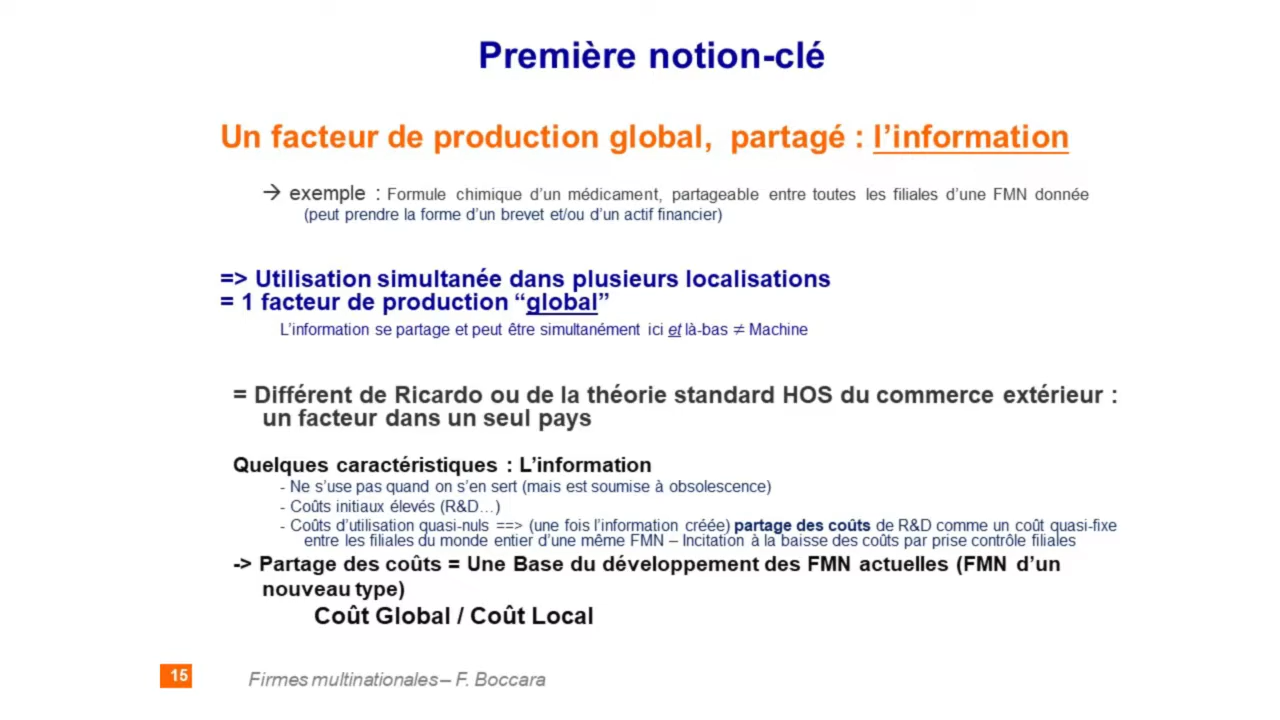 Première notion-clé
Un facteur de production global, partagé : l’information
→ exemple : Formule chimique d’un médicament, partageable entre toutes les filiales d’une FMN donnée
(peut prendre la forme d’un brevet et/ou d’un actif financier)
=> Utilisation simultanée dans plusieurs localisations
= 1 facteur de production “global”
L’information se partage et peut être simultanément ici et là-bas ≠ Machine
= Différent de Ricardo ou de la théorie standard HOS du commerce extérieur :
un facteur dans un seul pays
Quelques caractéristiques : L’information
- Ne s’use pas quand on s’en sert (mais est soumise à obsolescence)
- Coûts initiaux élevés (R&D…)
- Coûts d’utilisation quasi-nuls ==> (une fois l’information créée) partage des coûts de R&D comme un coût quasi-fixe
entre les filiales du monde entier d’une même FMN – Incitation à la baisse des coûts par prise contrôle filiales
-> Partage des coûts = Une Base du développement des FMN actuelles (FMN d’un
nouveau type)
Coût Global / Coût Local
15
Firmes multinationales – F. Boccara